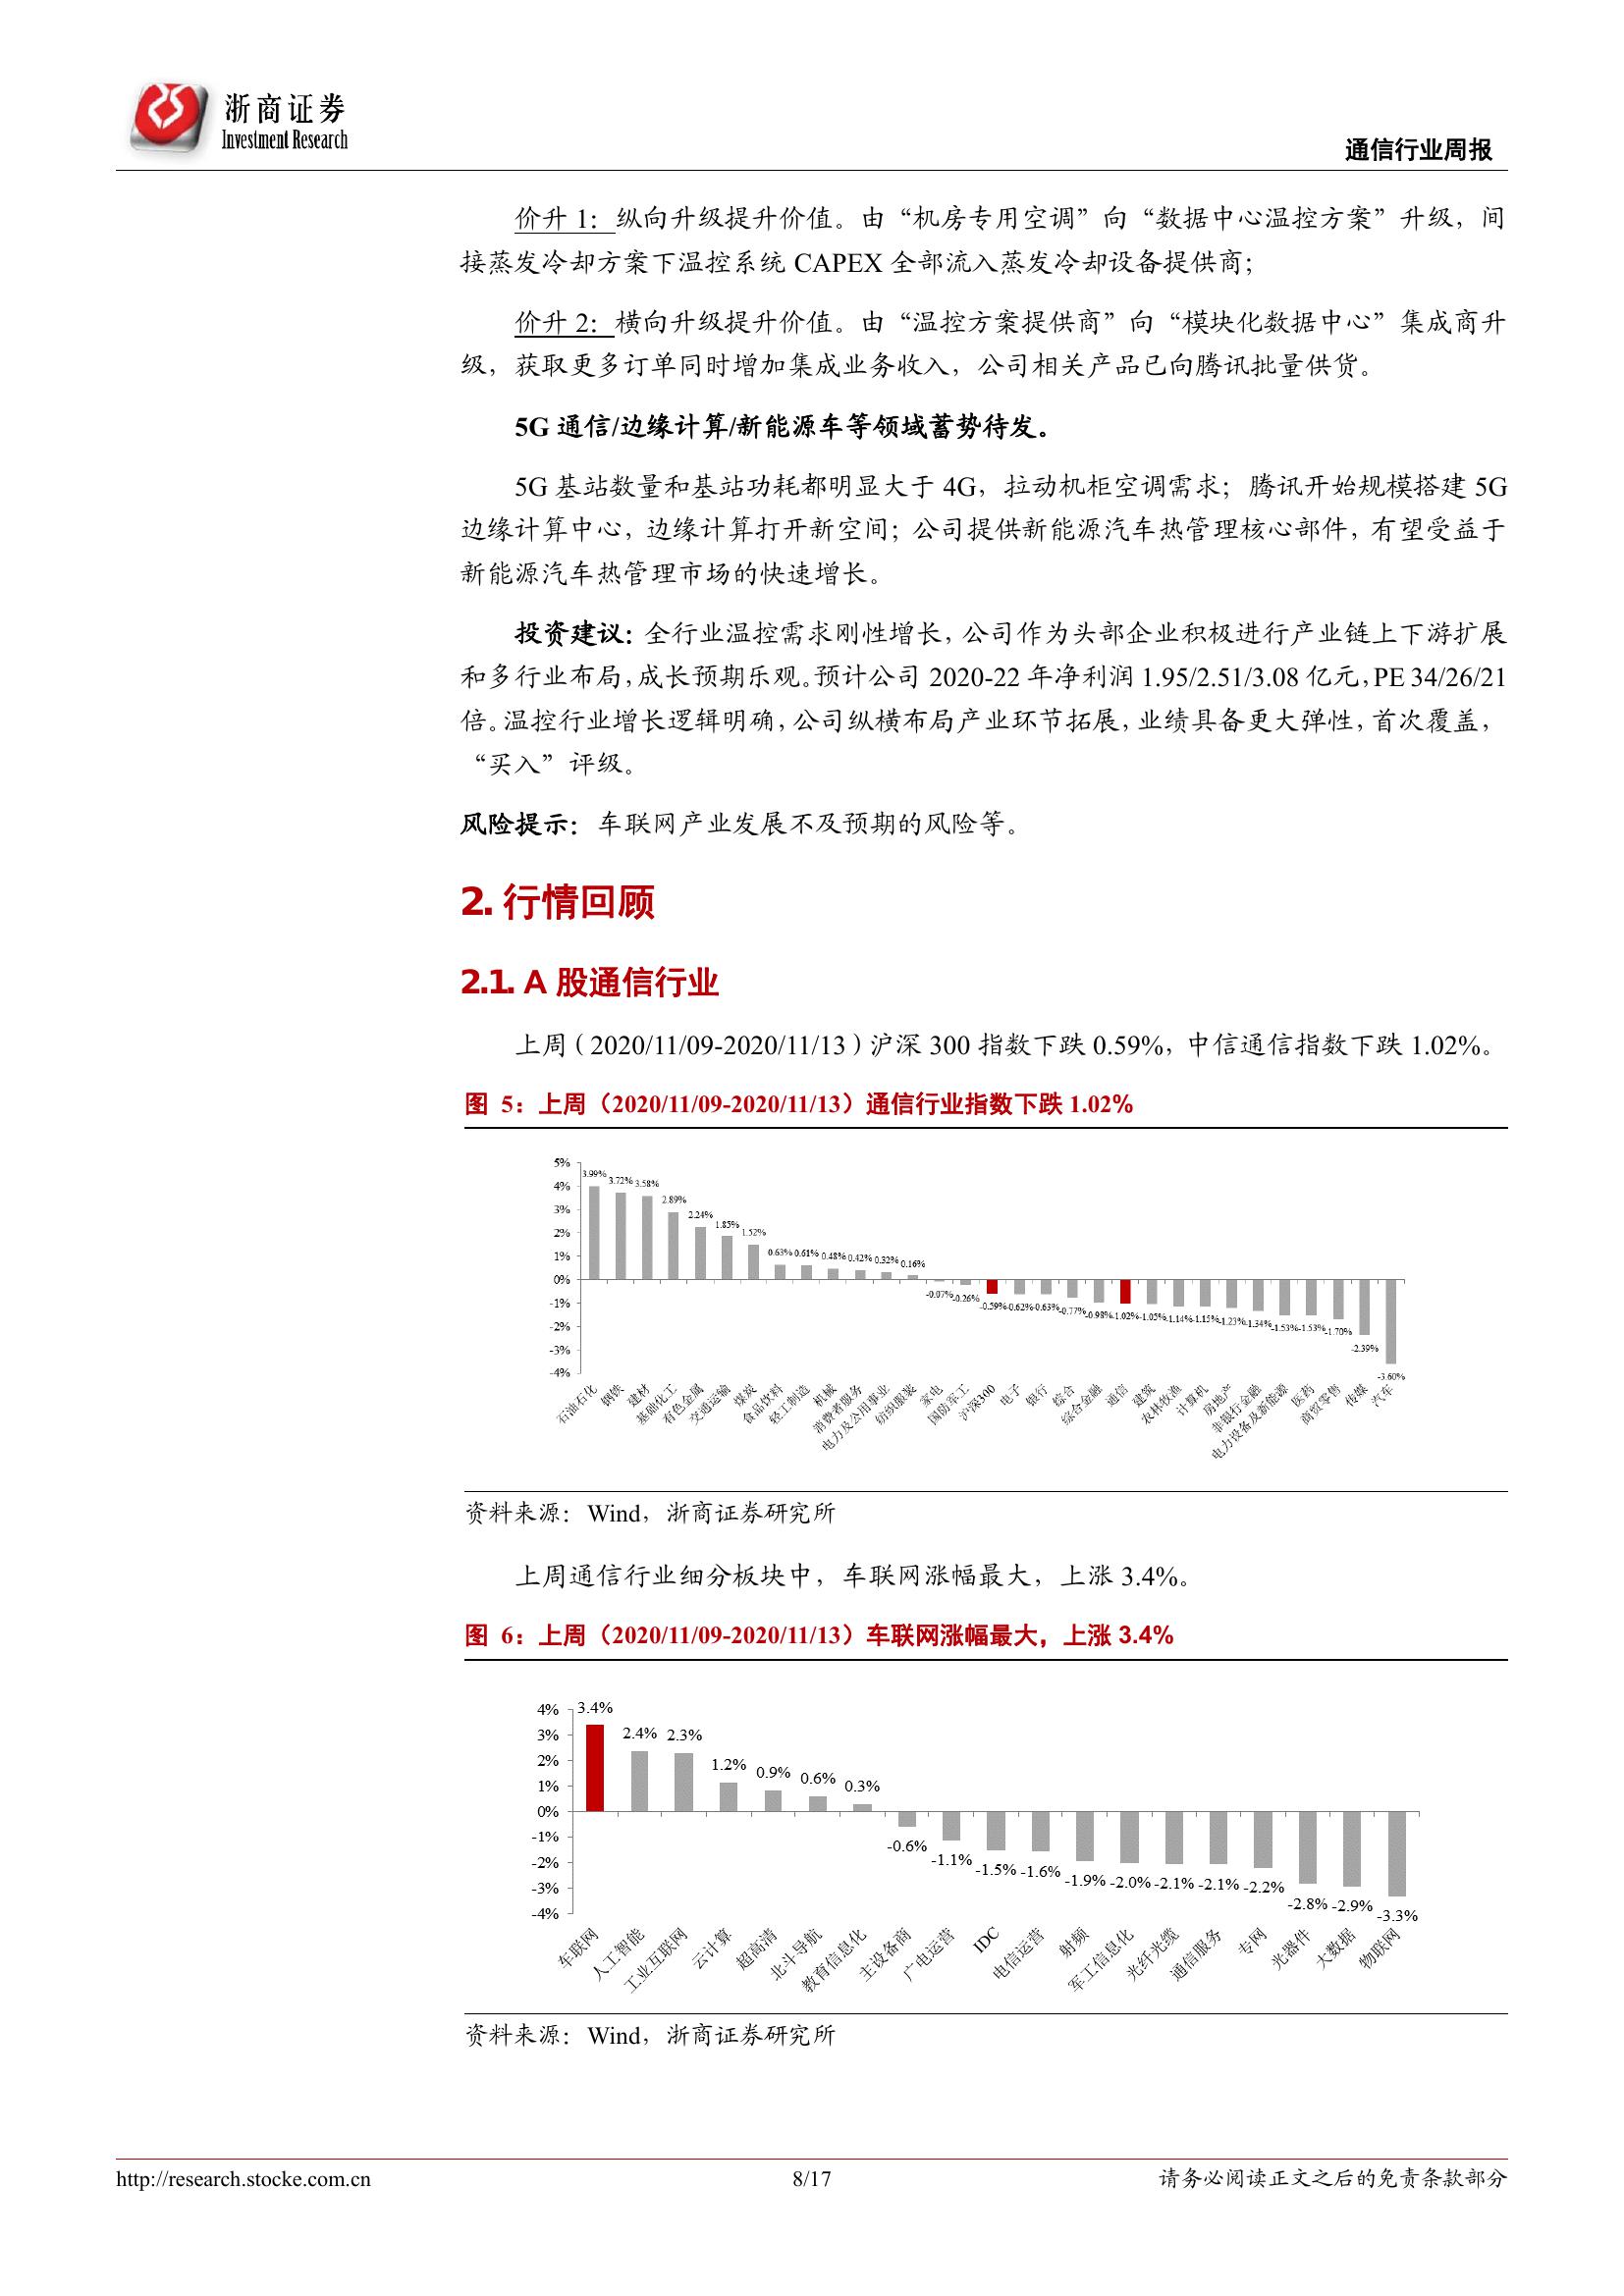 浙商证券
Investment Research
通信行业周报
价升 1：纵向升级提升价值。由“机房专用空调”向“数据中心温控方案”升级，间
接蒸发冷却方案下温控系统 CAPEX 全部流入蒸发冷却设备提供商；
价升 2：横向升级提升价值。由“温控方案提供商”向“模块化数据中心”集成商升
级，获取更多订单同时增加集成业务收入，公司相关产品已向腾讯批量供货。
5G 通信/边缘计算/新能源车等领域蓄势待发。
5G 基站数量和基站功耗都明显大于 4G，拉动机柜空调需求；腾讯开始规模搭建 5G
边缘计算中心，边缘计算打开新空间；公司提供新能源汽车热管理核心部件，有望受益于
新能源汽车热管理市场的快速增长。
投资建议：全行业温控需求刚性增长，公司作为头部企业积极进行产业链上下游扩展
和多行业布局，成长预期乐观。预计公司 2020-22 年净利润 1.95/2.51/3.08 亿元，PE 34/26/21
倍。温控行业增长逻辑明确，公司纵横布局产业环节拓展，业绩具备更大弹性，首次覆盖，
“买入”评级。
风险提示：车联网产业发展不及预期的风险等。
2. 行情回顾
2.1. A 股通信行业
上周（2020/11/09-2020/11/13）沪深 300 指数下跌 0.59%，中信通信指数下跌 1.02%。
图 5：上周（2020/11/09-2020/11/13）通信行业指数下跌 1.02%
5%
4%
3%
2%
1%
0%
-1%
-2%
-3%
-4%
3.99% 3.72% 3.58% 2.89% 2.24% 1.85% 1.52% 0.63% 0.61% 0.48% 0.42% 0.32% 0.16% -0.07% -0.26% -0.59% -0.62% -0.63% -0.77% -0.98% -1.02% -1.05% -1.14% -1.15% -1.23% -1.34% -1.53% -1.53% -1.70% -2.39% -3.60%
石油石化 钢铁 建材 基础化工 有色金属 交通运输 煤炭 食品饮料 轻工制造 机械 消费者服务 电力及公用事业 纺织服装 家电 国防军工 沪深300 电子 银行 综合 综合金融 通信 建筑 农林牧渔 计算机 房地产 非银行金融 电力设备及新能源 医药 商贸零售 传媒 汽车
资料来源：Wind，浙商证券研究所
上周通信行业细分板块中，车联网涨幅最大，上涨 3.4%。
图 6：上周（2020/11/09-2020/11/13）车联网涨幅最大，上涨 3.4%
4%
3%
2%
1%
0%
-1%
-2%
-3%
-4%
3.4% 2.4% 2.3% 1.2% 0.9% 0.6% 0.3% -0.6% -1.1% -1.5% -1.6% -1.9% -2.0% -2.1% -2.1% -2.2% -2.8% -2.9% -3.3%
车联网 人工智能 工业互联网 云计算 超高清 北斗导航 教育信息化 主设备商 广电运营 IDC 电信运营 射频 军工信息化 光纤光缆 通信服务 专网 光器件 大数据 物联网
资料来源：Wind，浙商证券研究所
http://research.stocke.com.cn
8/17
请务必阅读正文之后的免责条款部分